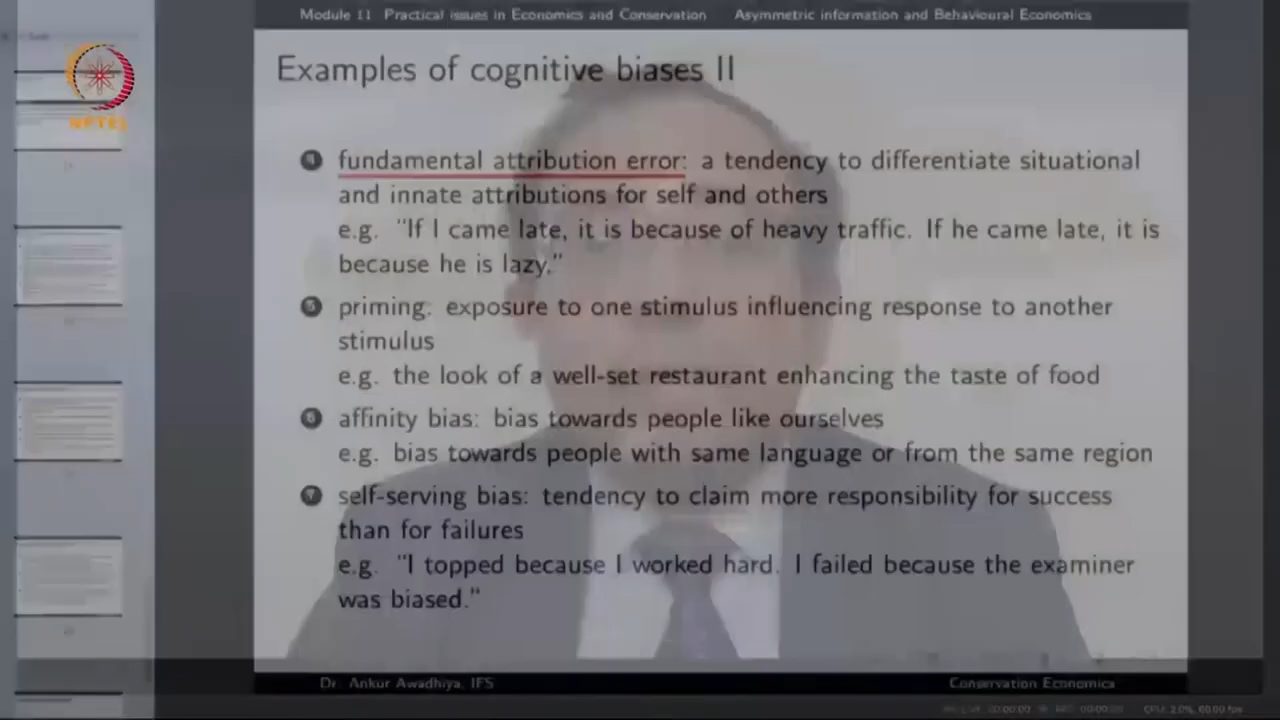 Module 11 Practical issues in Economics and Conservation Asymmetric information and Behavioural Economics
NPTEL
Examples of cognitive biases II
4 fundamental attribution error: a tendency to differentiate situational
and innate attributions for self and others
e.g. "If I came late, it is because of heavy traffic. If he came late, it is
because he is lazy."
5 priming: exposure to one stimulus influencing response to another
stimulus
e.g. the look of a well-set restaurant enhancing the taste of food
6 affinity bias: bias towards people like ourselves
e.g. bias towards people with same language or from the same region
7 self-serving bias: tendency to claim more responsibility for success
than for failures
e.g. "I topped because I worked hard. I failed because the examiner
was biased."
Dr. Ankur Awadhiya, IFS Conservation Economics